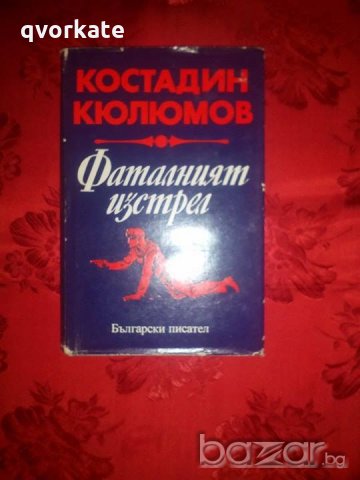 qvorkate
КОСТАДИН
КЮЛЮМОВ
Фаталният
изстрел
Български писател
bazar.bg